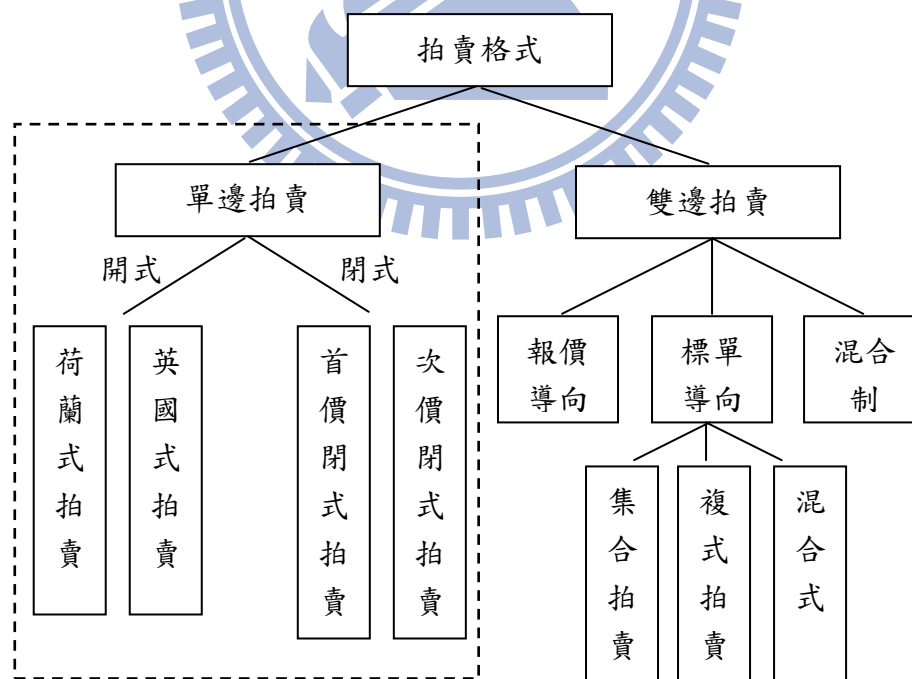 拍賣格式
單邊拍賣
雙邊拍賣
開式
閉式
荷蘭式拍賣
英國式拍賣
首價閉式拍賣
次價閉式拍賣
報價
導向
標單
導向
混合
制
集合拍賣
複式拍賣
混合式